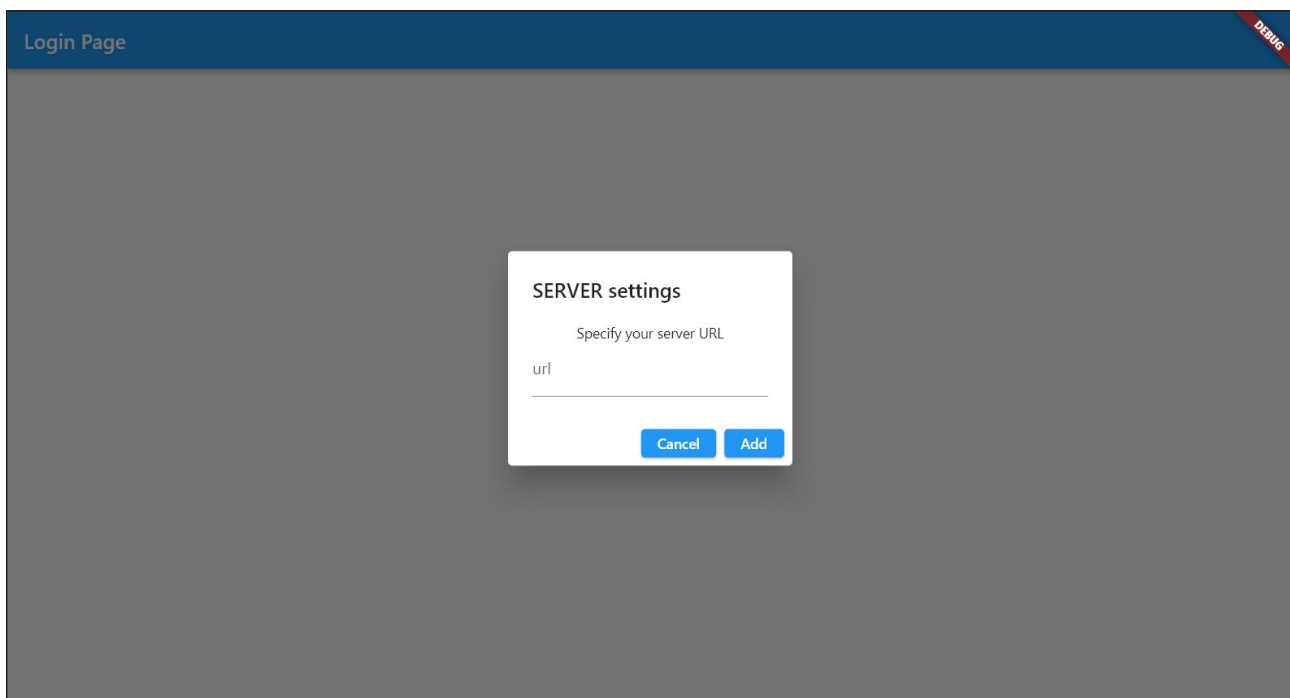 Login Page
DEBUG
SERVER settings
Specify your server URL
url
Cancel Add